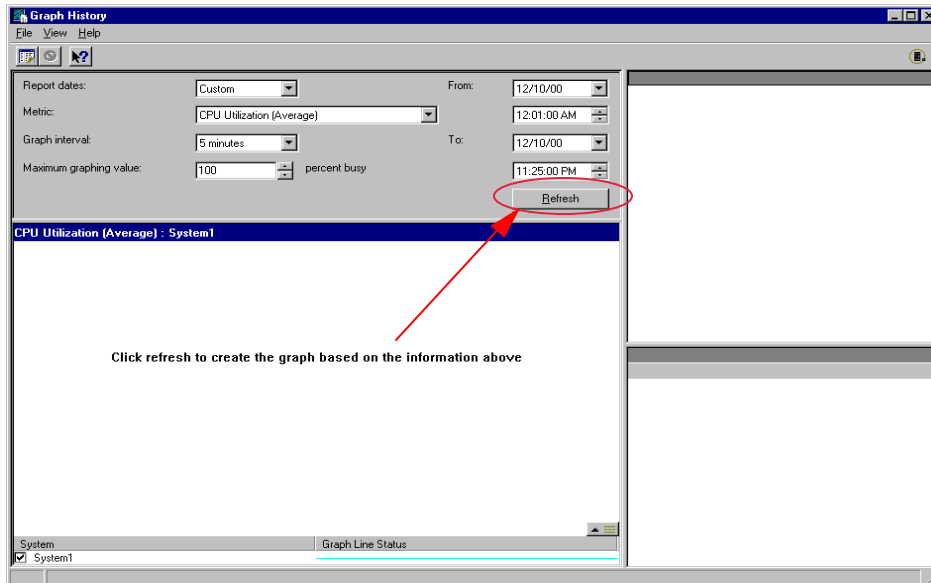 Graph History
File View Help
Report dates: Custom From: 12/10/00
Metric: CPU Utilization (Average) 12:01:00 AM
Graph interval: 5 minutes To: 12/10/00
Maximum graphing value: 100 percent busy 11:25:00 PM
Refresh
CPU Utilization (Average) : System1
Click refresh to create the graph based on the information above
System Graph Line Status
System1